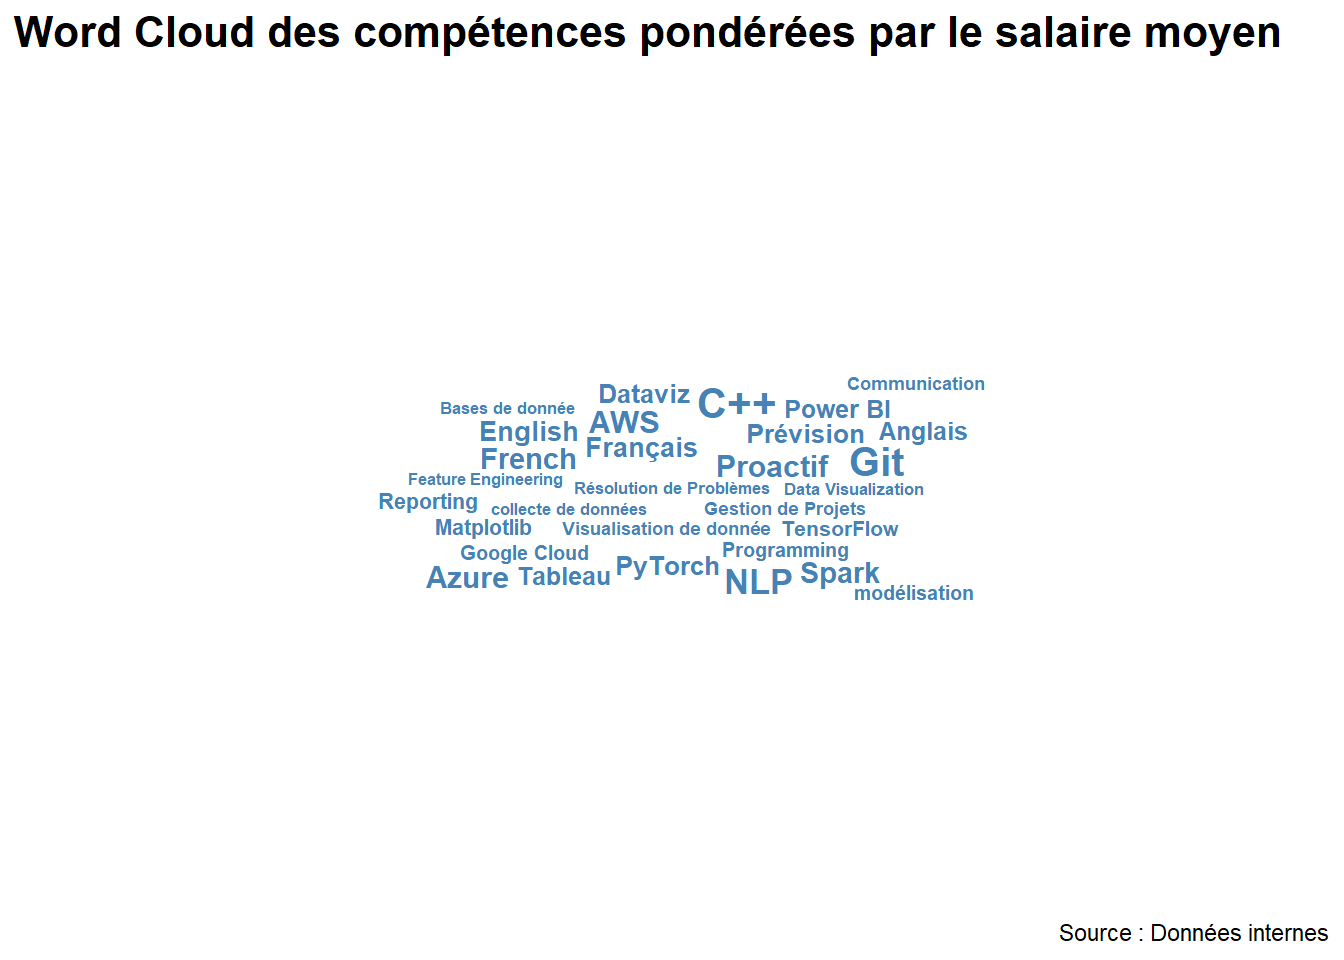 Word Cloud des compétences pondérées par le salaire moyen
Communication
Dataviz
C++
Power BI
Bases de donnée
AWS
English
Prévision
Anglais
Français
French
Proactif
Git
Feature Engineering
Résolution de Problèmes
Data Visualization
Reporting
collecte de données
Gestion de Projets
Matplotlib
Visualisation de donnée
TensorFlow
Google Cloud
Programming
Azure
Tableau
PyTorch
NLP
Spark
modélisation
Source : Données internes